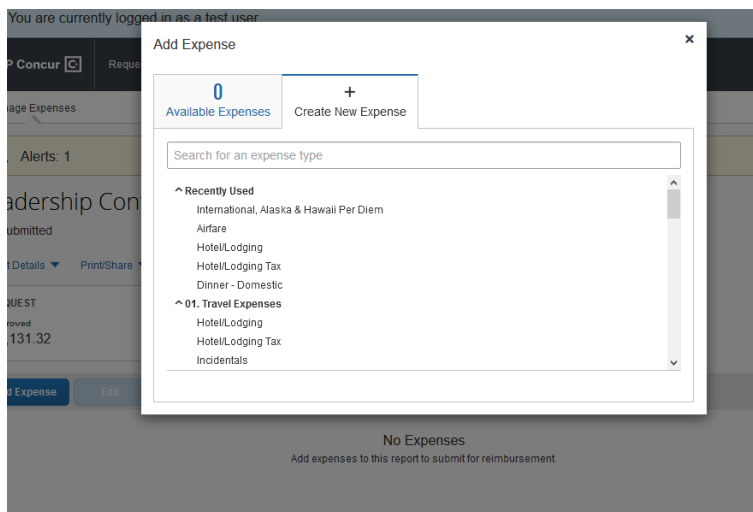 You are currently logged in as a test user
Add Expense
×
P Concur C
Reque
0
Available Expenses
+
Create New Expense
age Expenses
Search for an expense type
Alerts: 1
Recently Used
International, Alaska & Hawaii Per Diem
Airfare
Hotel/Lodging
Hotel/Lodging Tax
Dinner - Domestic
01. Travel Expenses
Hotel/Lodging
Hotel/Lodging Tax
Incidentals
adership Con
ubmitted
t Details
Print/Share
QUEST
roved
,131.32
d Expense
Edit
No Expenses
Add expenses to this report to submit for reimbursement.